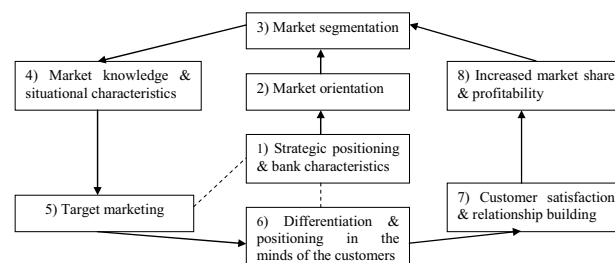 3) Market segmentation
4) Market knowledge &
situational characteristics
8) Increased market share
& profitability
2) Market orientation
1) Strategic positioning
& bank characteristics
5) Target marketing
7) Customer satisfaction
& relationship building
6) Differentiation &
positioning in the
minds of the customers